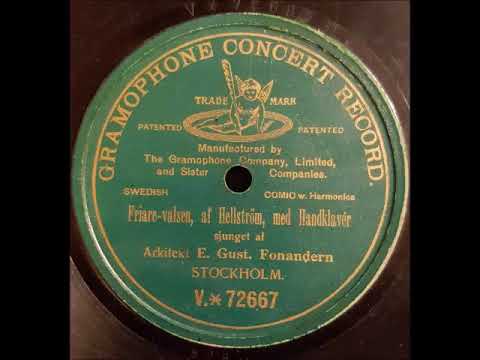 GRAMOPHONE CONCERT RECORD.
TRADE MARK
PATENTED PATENTED
Manufactured by
The Gramophone Company, Limited,
and Sister Companies.
SWEDISH COMIC w. Harmonica
Friare-valsen, af Hellström, med Handklavér
sjunget af
Arkitekt E. Gust. Fonandern
STOCKHOLM.
V.* 72667